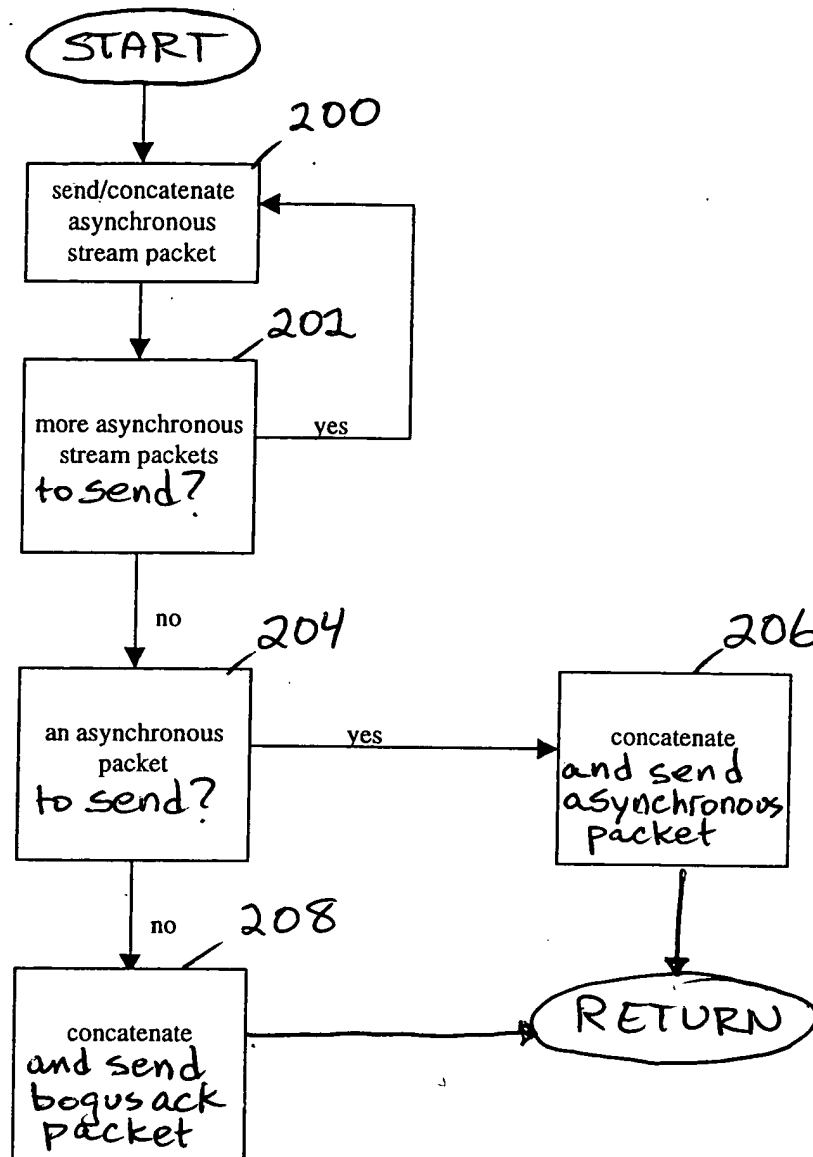 START
200
send/concatenate
asynchronous
stream packet
202
more asynchronous
stream packets
to send?
yes
no
204
an asynchronous
packet
to send?
yes
206
concatenate
and send
asynchronous
packet
no
208
concatenate
and send
bogus ack
packet
RETURN